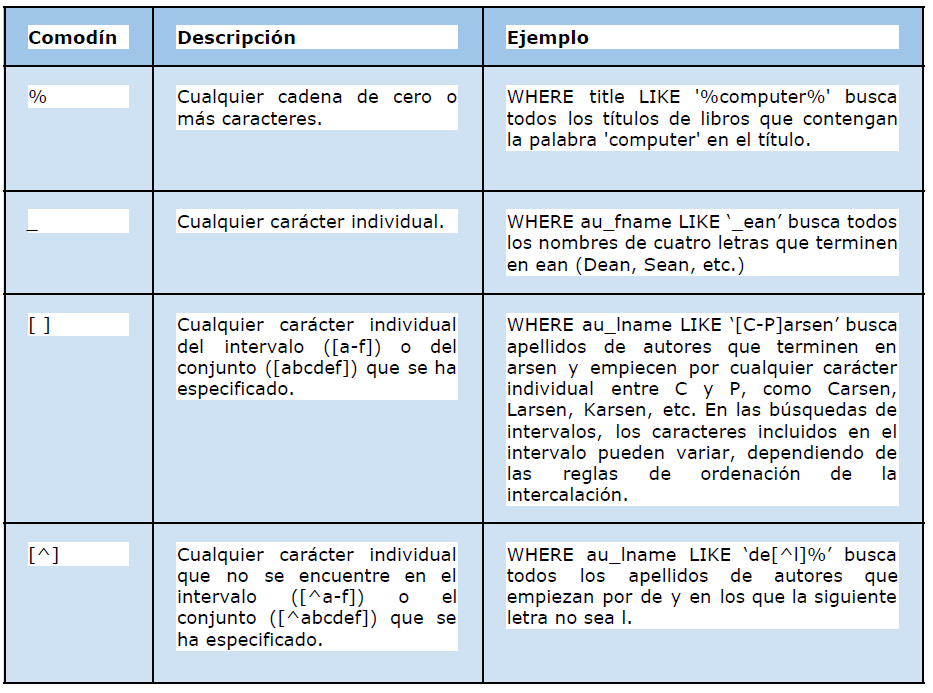 Comodín Descripción Ejemplo
% Cualquier cadena de cero o WHERE title LIKE '%computer%' busca
más caracteres. todos los títulos de libros que contengan
la palabra 'computer' en el título.
_ Cualquier carácter individual. WHERE au_fname LIKE ‘_ean’ busca todos
los nombres de cuatro letras que terminen
en ean (Dean, Sean, etc.)
[ ] Cualquier carácter individual WHERE au_lname LIKE ‘[C-P]arsen’ busca
del intervalo ([a-f]) o del apellidos de autores que terminen en
conjunto ([abcdef]) que se ha arsen y empiecen por cualquier carácter
especificado. individual entre C y P, como Carsen,
Larsen, Karsen, etc. En las búsquedas de
intervalos, los caracteres incluidos en el
intervalo pueden variar, dependiendo de
las reglas de ordenación de la
intercalación.
[^] Cualquier carácter individual WHERE au_lname LIKE ‘de[^l]%’ busca
que no se encuentre en el todos los apellidos de autores que
intervalo ([^a-f]) o el empiezan por de y en los que la siguiente
conjunto ([^abcdef]) que se letra no sea l.
ha especificado.